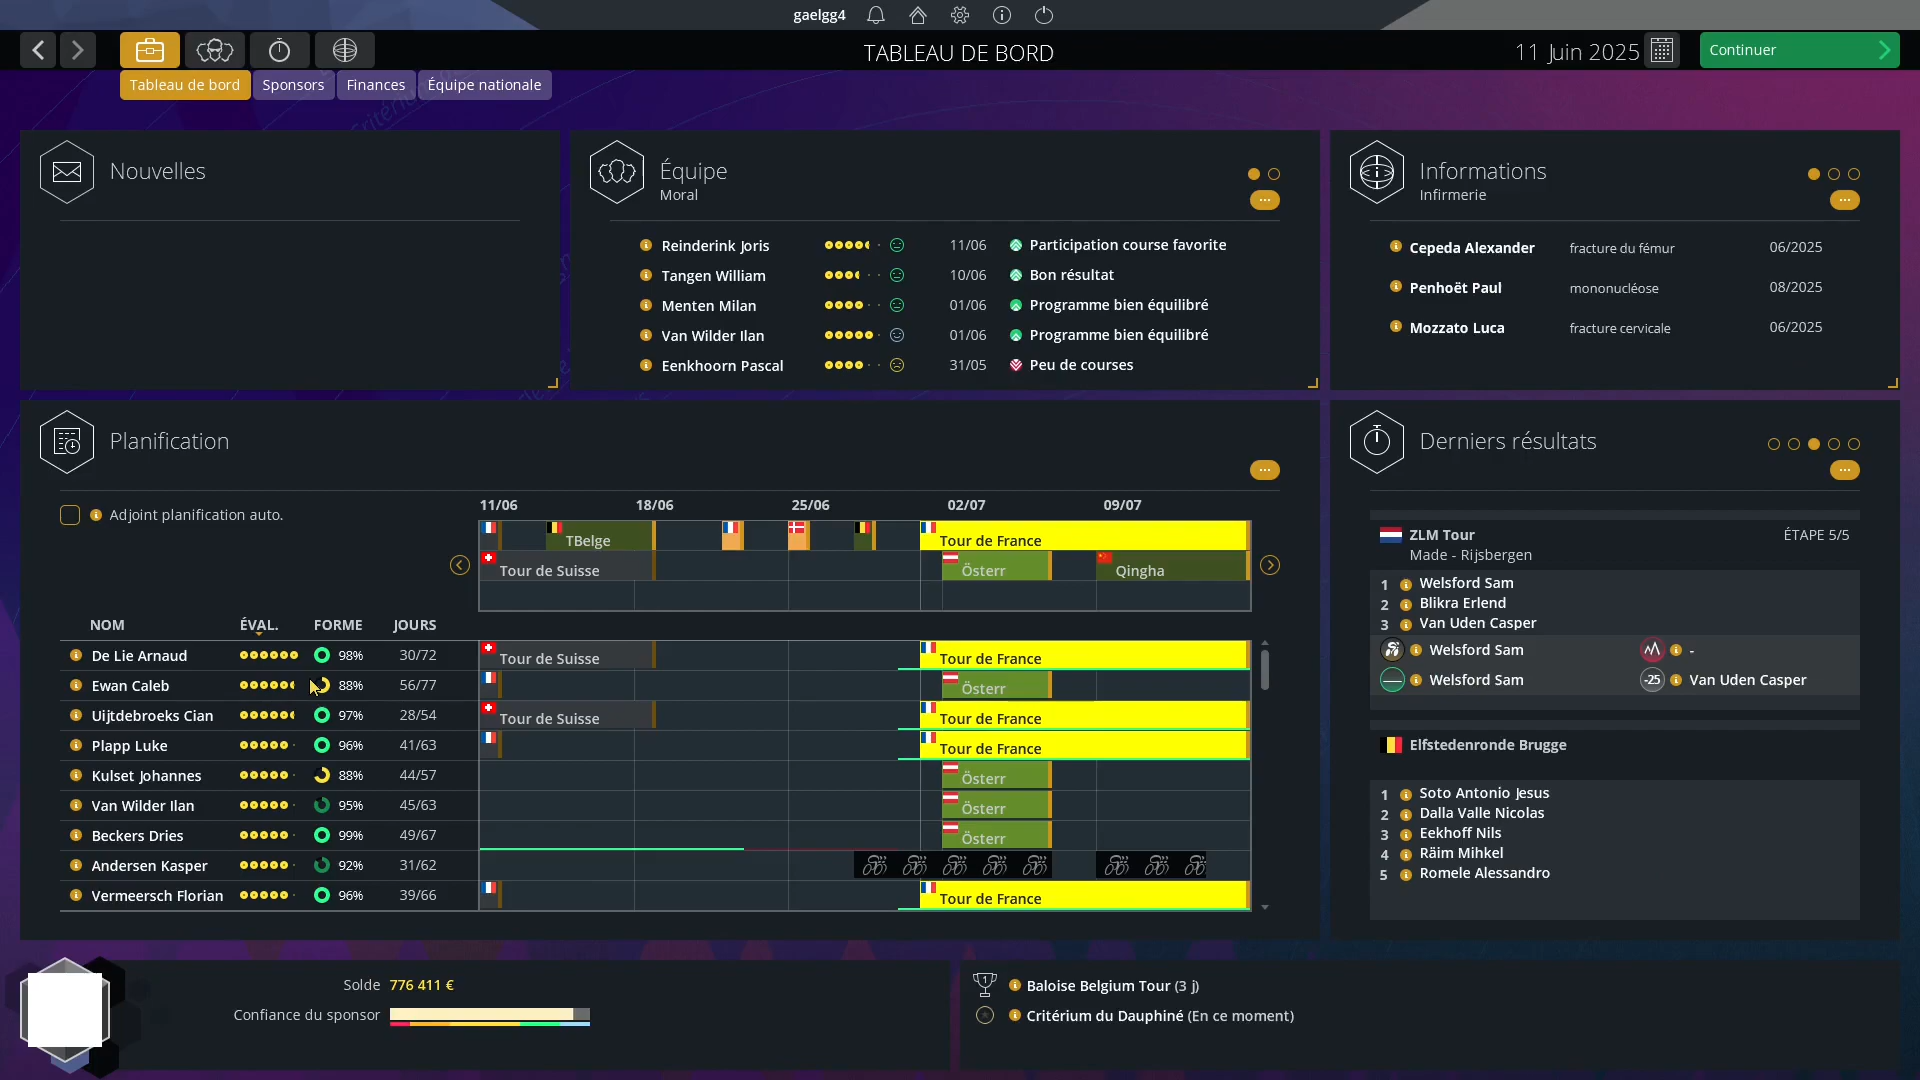 gaelgg4
TABLEAU DE BORD
11 Juin 2025
Continuer
Tableau de bord
Sponsors
Finances
Équipe nationale
Nouvelles
Équipe
Moral
Reinderink Joris 11/06 Participation course favorite
Tangen William 10/06 Bon résultat
Menten Milan 01/06 Programme bien équilibré
Van Wilder Ilan 01/06 Programme bien équilibré
Eenkhoorn Pascal 31/05 Peu de courses
Informations
Infirmerie
Cepeda Alexander fracture du fémur 06/2025
Penhoët Paul mononucléose 08/2025
Mozzato Luca fracture cervicale 06/2025
Planification
Adjoint planification auto.
11/06 18/06 25/06 02/07 09/07
TBelge Tour de France
Tour de Suisse Österr Qingha
NOM ÉVAL. FORME JOURS
De Lie Arnaud 98% 30/72 Tour de Suisse Tour de France
Ewan Caleb 88% 56/77 Österr
Uijtdebroeks Cian 97% 28/54 Tour de Suisse Tour de France
Plapp Luke 96% 41/63 Tour de France
Kulset Johannes 88% 44/57 Österr
Van Wilder Ilan 95% 45/63 Österr
Beckers Dries 99% 49/67 Österr
Andersen Kasper 92% 31/62
Vermeersch Florian 96% 39/66 Tour de France
Derniers résultats
ZLM Tour ÉTAPE 5/5
Made - Rijsbergen
1 Welsford Sam
2 Blikra Erlend
3 Van Uden Casper
Welsford Sam -
Welsford Sam -25 Van Uden Casper
Elfstedenronde Brugge
1 Soto Antonio Jesus
2 Dalla Valle Nicolas
3 Eekhoff Nils
4 Räim Mihkel
5 Romele Alessandro
Solde 776 411 €
Confiance du sponsor
1 Baloise Belgium Tour (3 j)
Critérium du Dauphiné (En ce moment)